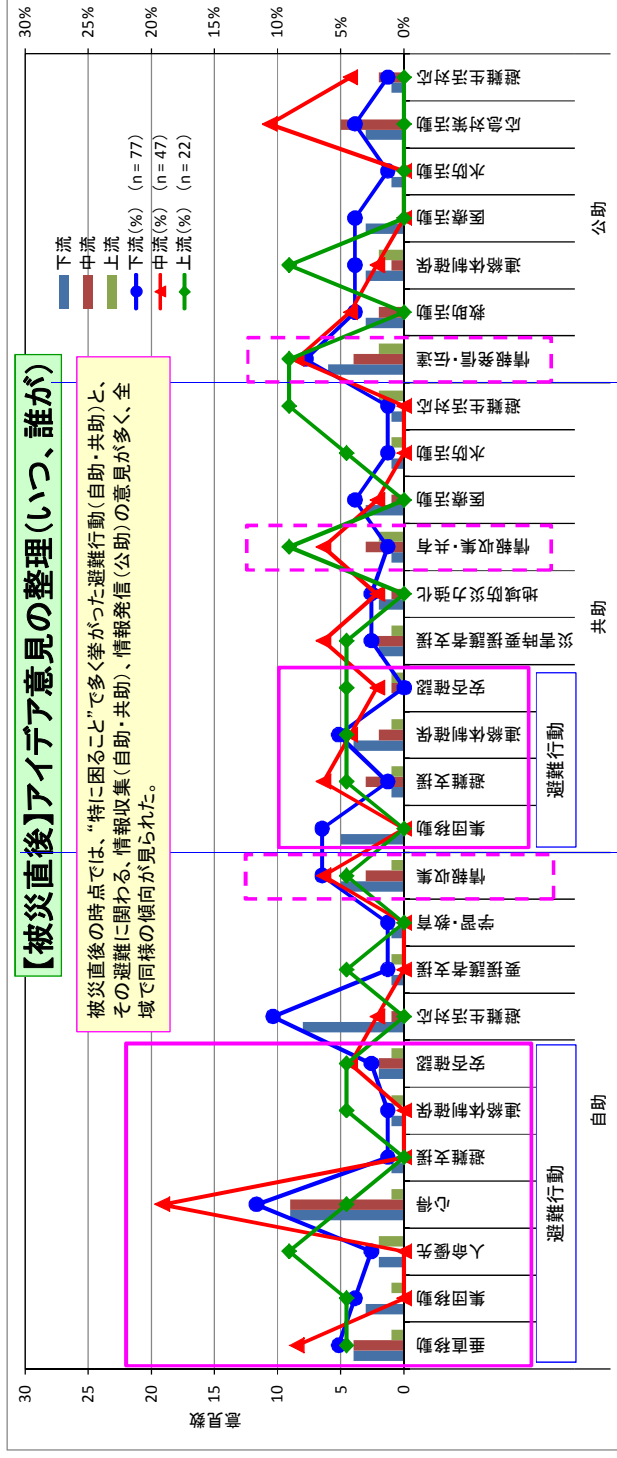 【被災直後】アイデア意見の整理(いつ、誰が)
被災直後の時点では、“特に困ること”で多く挙がった避難行動(自助・共助)と、
その避難に関わる、情報収集(自助・共助)、情報発信(公助)の意見が多く、全
域で同様の傾向が見られた。
下流
中流
上流
下流(%) (n=77)
中流(%) (n=47)
上流(%) (n=22)
意見数
30
25
20
15
10
5
0
30%
25%
20%
15%
10%
5%
0%
垂直移動
集団移動
人命優先
心得
避難支援
連絡体制確保
安否確認
避難生活対応
要援護者支援
学習・教育
情報収集
集団移動
避難支援
連絡体制確保
安否確認
災害時要援護者支援
地域防災力強化
情報収集・共有
医療活動
水防活動
避難生活対応
情報発信・伝達
救助活動
連絡体制確保
医療活動
水防活動
応急対策活動
避難生活対応
避難行動
避難行動
自助
共助
公助